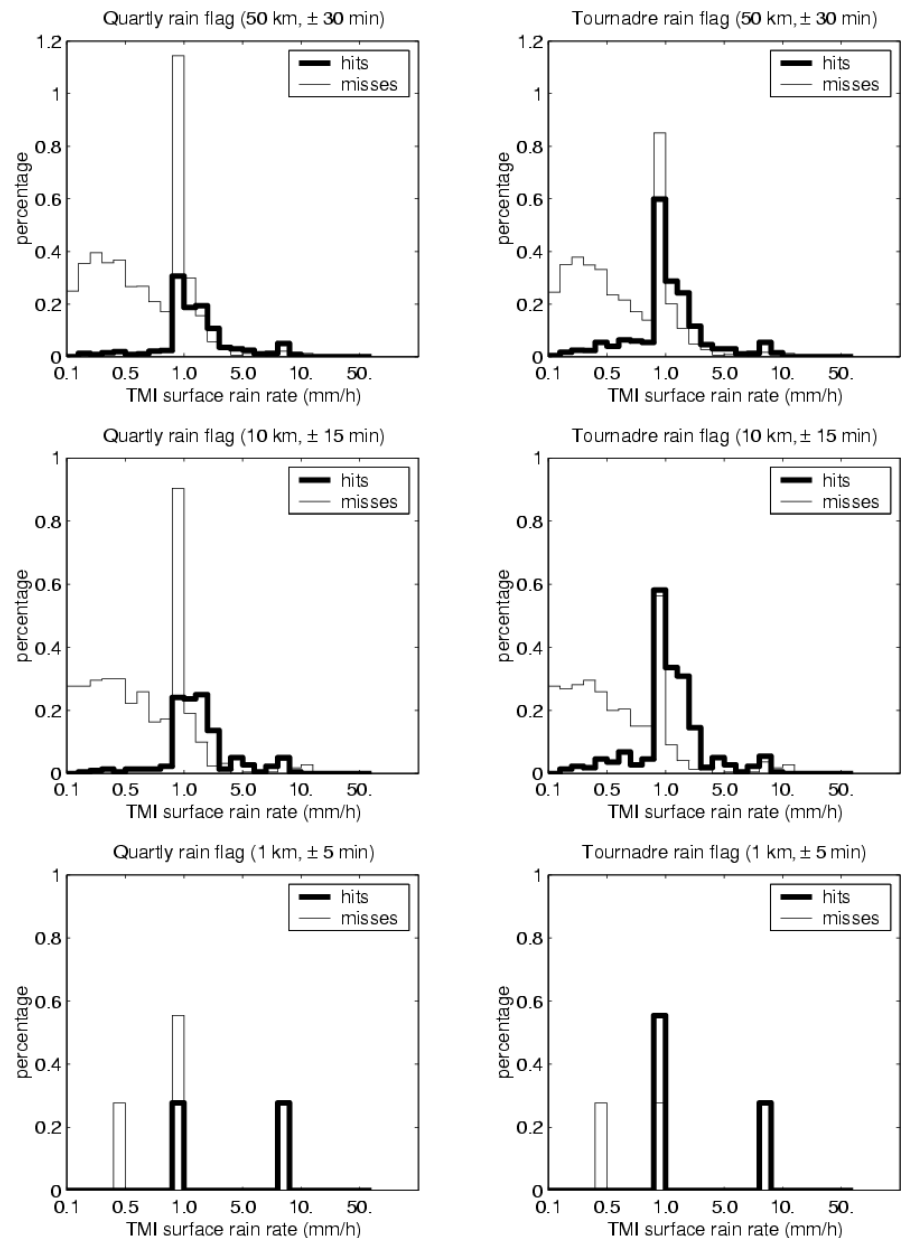 Quartly rain flag (50 km, ± 30 min)
1.2
1
0.8
0.6
0.4
0.2
0
percentage
hits
misses
0.1 0.5 1.0 5.0 10. 50.
TMI surface rain rate (mm/h)
Tournadre rain flag (50 km, ± 30 min)
1.2
1
0.8
0.6
0.4
0.2
0
percentage
hits
misses
0.1 0.5 1.0 5.0 10. 50.
TMI surface rain rate (mm/h)
Quartly rain flag (10 km, ± 15 min)
1
0.8
0.6
0.4
0.2
0
percentage
hits
misses
0.1 0.5 1.0 5.0 10. 50.
TMI surface rain rate (mm/h)
Tournadre rain flag (10 km, ± 15 min)
1
0.8
0.6
0.4
0.2
0
percentage
hits
misses
0.1 0.5 1.0 5.0 10. 50.
TMI surface rain rate (mm/h)
Quartly rain flag (1 km, ± 5 min)
1
0.8
0.6
0.4
0.2
0
percentage
hits
misses
0.1 0.5 1.0 5.0 10. 50.
TMI surface rain rate (mm/h)
Tournadre rain flag (1 km, ± 5 min)
1
0.8
0.6
0.4
0.2
0
percentage
hits
misses
0.1 0.5 1.0 5.0 10. 50.
TMI surface rain rate (mm/h)